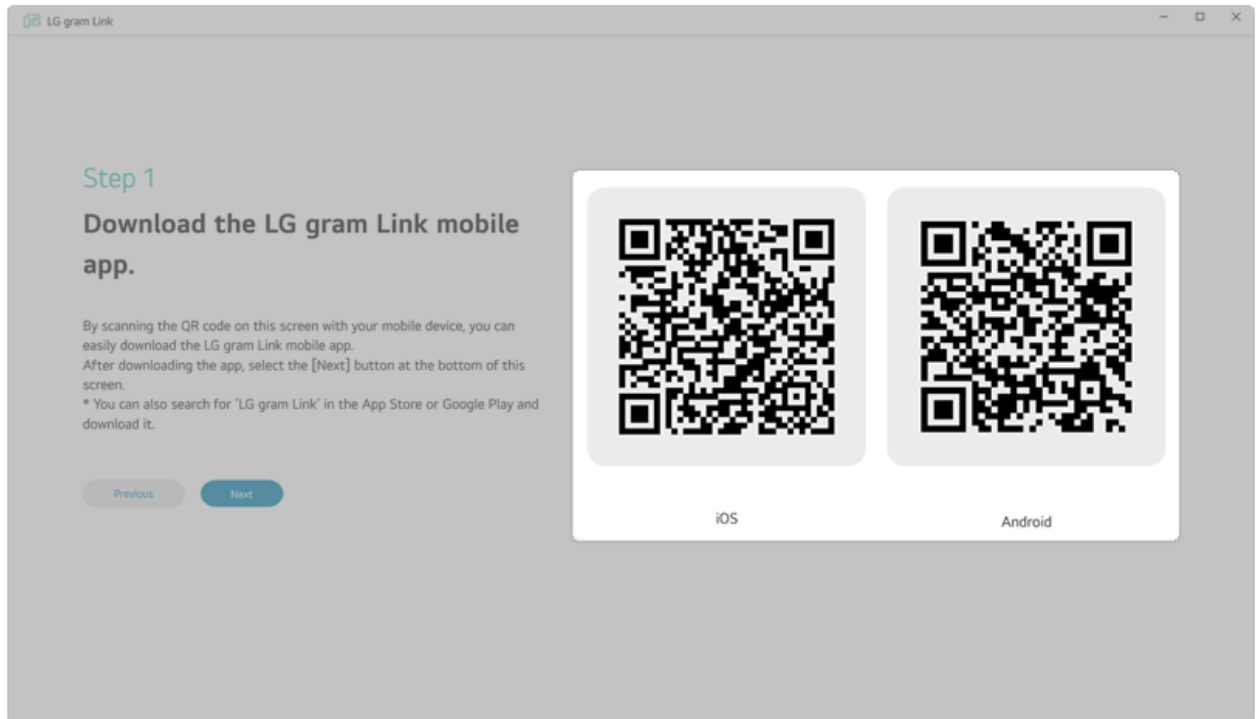 LG gram Link
Step 1
Download the LG gram Link mobile
app.
By scanning the QR code on this screen with your mobile device, you can
easily download the LG gram Link mobile app.
After downloading the app, select the [Next] button at the bottom of this
screen.
* You can also search for 'LG gram Link' in the App Store or Google Play and
download it.
Previous
Next
iOS
Android